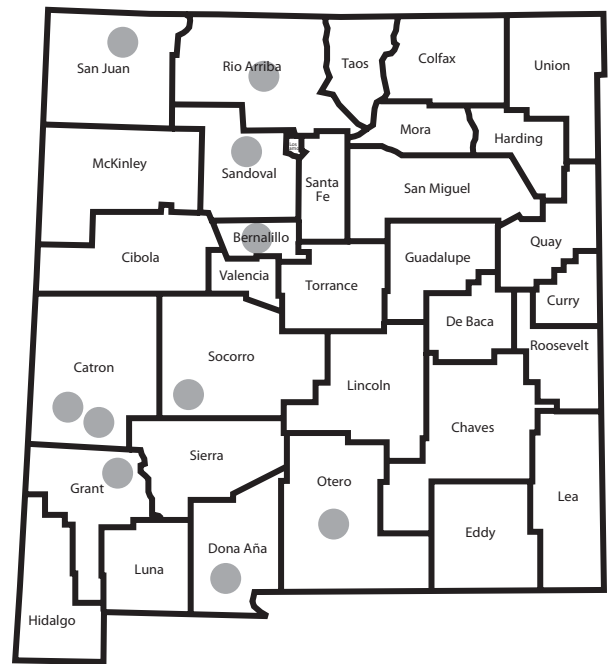 San Juan
Rio Arriba
Taos
Colfax
Union
Mora
Harding
McKinley
Sandoval
Santa
Fe
San Miguel
Bernalillo
Cibola
Valencia
Torrance
Guadalupe
Quay
Curry
De Baca
Roosevelt
Catron
Socorro
Lincoln
Chaves
Sierra
Grant
Otero
Lea
Eddy
Dona Aña
Luna
Hidalgo